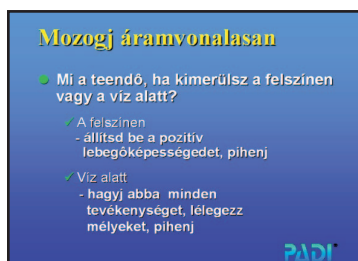 Mozogj áramvonalasan
Mi a teendő, ha kimerülsz a felszínen
vagy a víz alatt?
A felszínen
- állítsd be a pozitív
lebegôképességedet, pihenj
Víz alatt
- hagyj abba minden
tevékenységet, lélegezz
mélyeket, pihenj
PADI